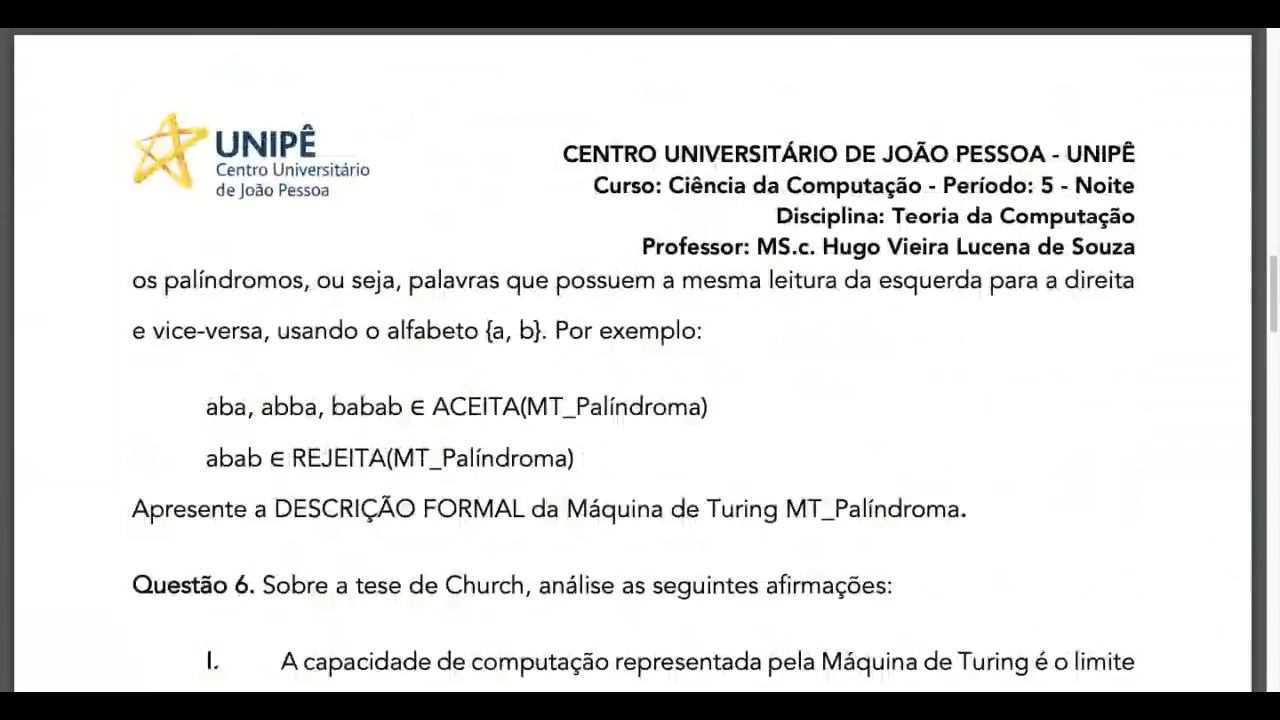 UNIPÊ
Centro Universitário
de João Pessoa
CENTRO UNIVERSITÁRIO DE JOÃO PESSOA - UNIPÊ
Curso: Ciência da Computação - Período: 5 - Noite
Disciplina: Teoria da Computação
Professor: MS.c. Hugo Vieira Lucena de Souza
os palíndromos, ou seja, palavras que possuem a mesma leitura da esquerda para a direita
e vice-versa, usando o alfabeto {a, b}. Por exemplo:
aba, abba, babab ∈ ACEITA(MT_Palíndroma)
abab ∈ REJEITA(MT_Palíndroma)
Apresente a DESCRIÇÃO FORMAL da Máquina de Turing MT_Palíndroma.
Questão 6. Sobre a tese de Church, análise as seguintes afirmações:
I. A capacidade de computação representada pela Máquina de Turing é o limite